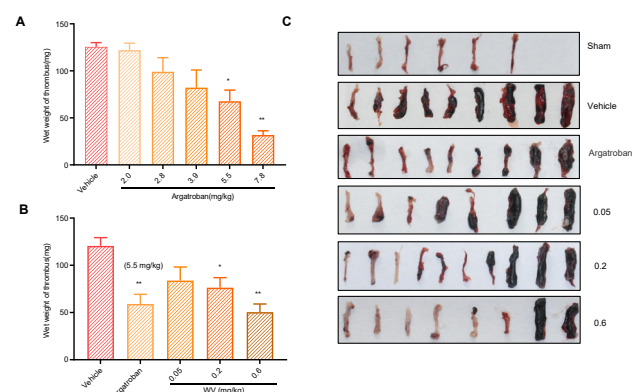 A
Wet weight of thrombus(mg)
150
100
50
0
*
**
Vehicle
2.0
2.8
3.9
5.5
7.8
Argatroban(mg/kg)
B
Wet weight of thrombus(mg)
150
100
50
0
(5.5 mg/kg)
**
*
**
Vehicle
Argatroban
0.05
0.2
0.6
WV (mg/kg)
C
Sham
Vehicle
Argatroban
0.05
0.2
0.6